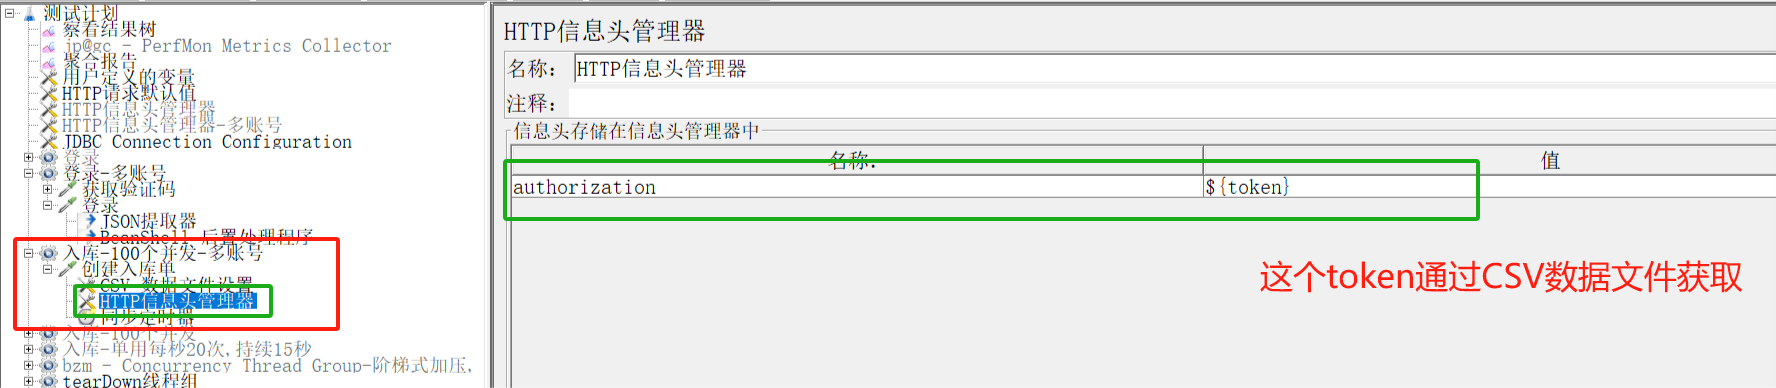 测试计划
察看结果树
jp@gc - PerfMon Metrics Collector
聚合报告
用户定义的变量
HTTP请求默认值
HTTP信息头管理器
HTTP信息头管理器-多账号
JDBC Connection Configuration
登录
登录-多账号
获取验证码
登录
JSON提取器
BeanShell 后置处理程序
入库-100个并发-多账号
创建入库单
CSV 数据文件设置
HTTP信息头管理器
同步定时器
入库-100个并发
入库-单用每秒20次,持续15秒
bzm - Concurrency Thread Group-阶梯式加压,
tearDown线程组
HTTP信息头管理器
名称: HTTP信息头管理器
注释:
信息头存储在信息头管理器中
名称: 值
authorization ${token}
这个token通过CSV数据文件获取